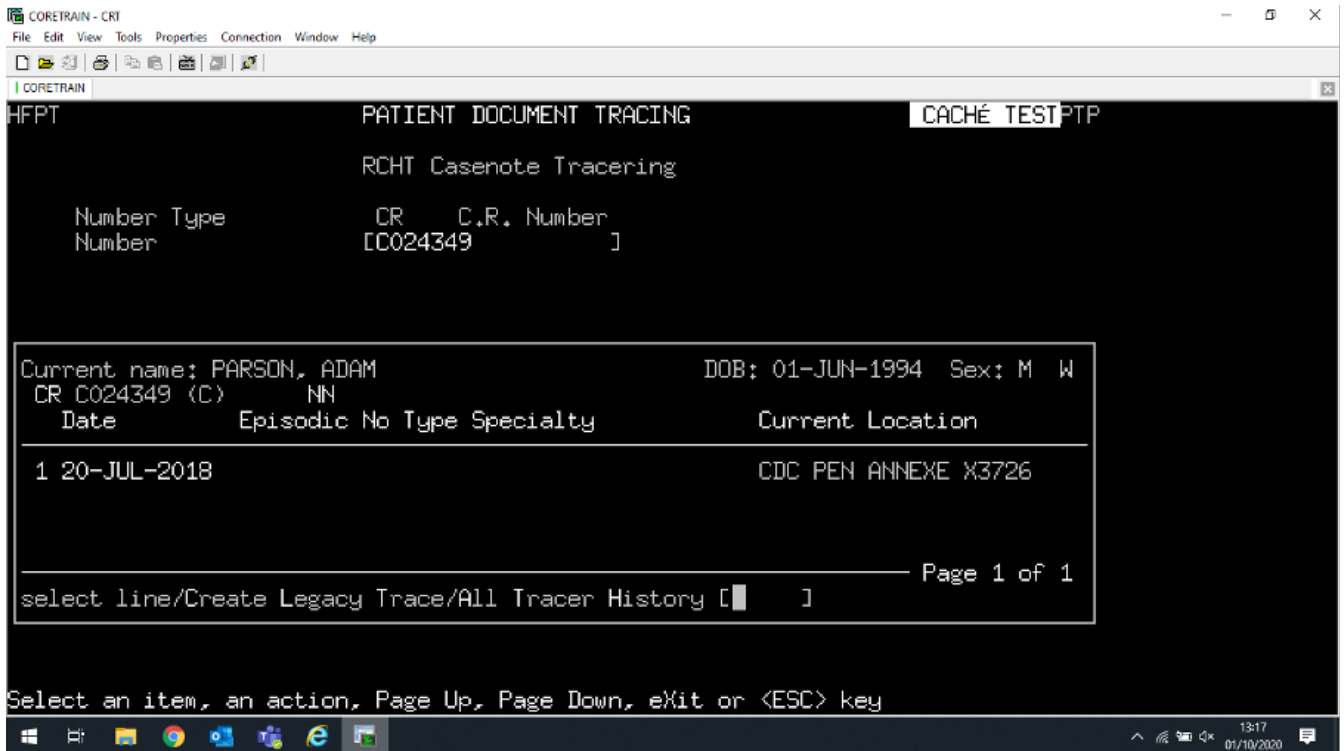 CORETRAIN - CRT
File Edit View Tools Properties Connection Window Help
CORETRAIN
HFPT PATIENT DOCUMENT TRACING CACHÉ TESTPTP
RCHT Casenote Tracering
Number Type CR C.R. Number
Number [C024349 ]
Current name: PARSON, ADAM DOB: 01-JUN-1994 Sex: M W
CR C024349 (C) NN
Date Episodic No Type Specialty Current Location
1 20-JUL-2018 CDC PEN ANNEXE X3726
Page 1 of 1
select line/Create Legacy Trace/All Tracer History [ ]
Select an item, an action, Page Up, Page Down, eXit or <ESC> key
13:17
01/10/2020